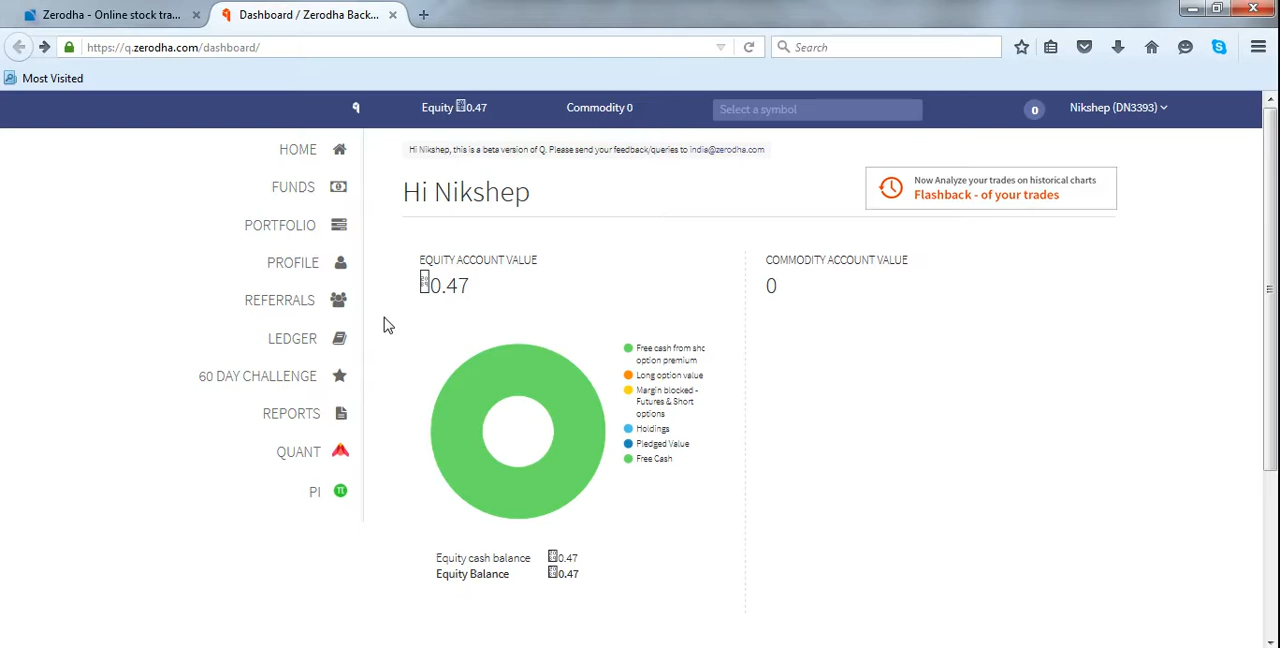 Zerodha - Online stock tra...
Dashboard / Zerodha Back...
https://q.zerodha.com/dashboard/
Search
Most Visited
Equity 0.47
Commodity 0
Select a symbol
0
Nikshep (DN3393)
HOME
FUNDS
PORTFOLIO
PROFILE
REFERRALS
LEDGER
60 DAY CHALLENGE
REPORTS
QUANT
PI
Hi Nikshep, this is a beta version of Q. Please send your feedback/queries to india@zerodha.com
Hi Nikshep
Now Analyze your trades on historical charts
Flashback - of your trades
EQUITY ACCOUNT VALUE
0.47
COMMODITY ACCOUNT VALUE
0
Free cash from shc
option premium
Long option value
Margin blocked -
Futures & Short
options
Holdings
Pledged Value
Free Cash
Equity cash balance 0.47
Equity Balance 0.47